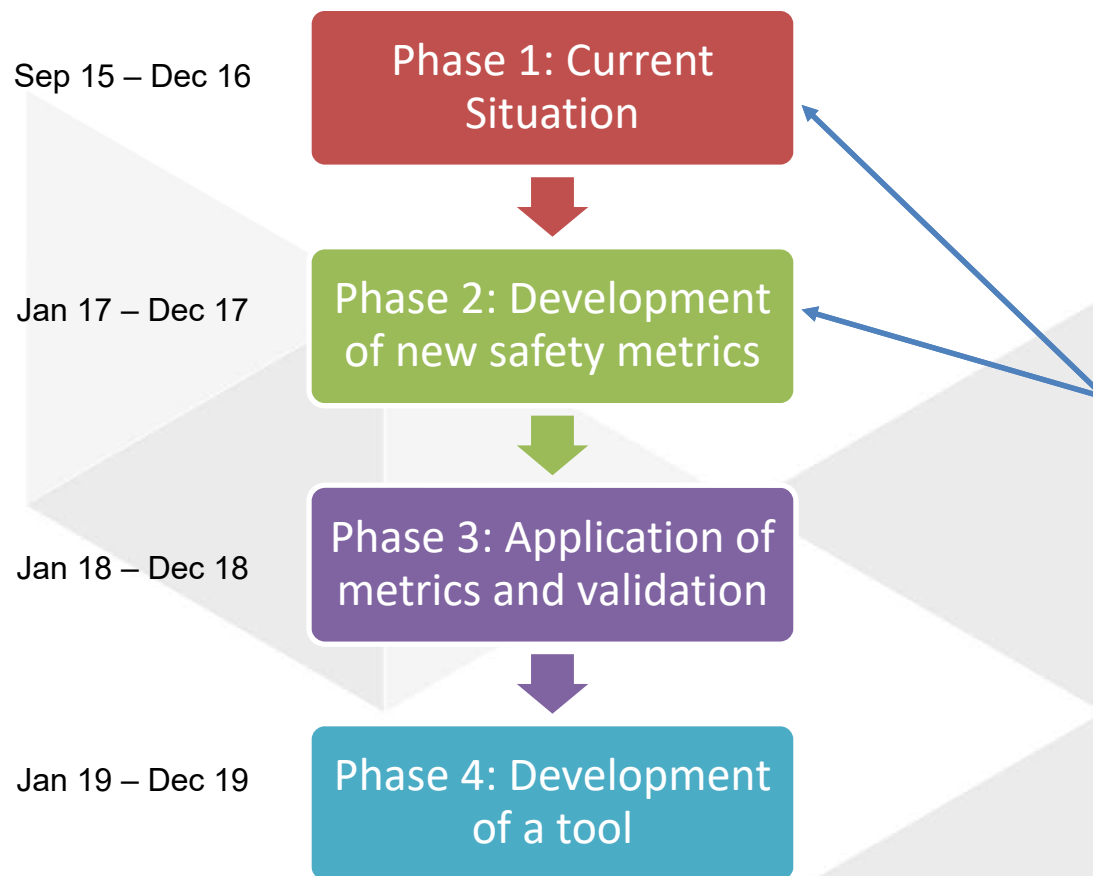 Sep 15 – Dec 16
Phase 1: Current
Situation
Jan 17 – Dec 17
Phase 2: Development
of new safety metrics
Jan 18 – Dec 18
Phase 3: Application of
metrics and validation
Jan 19 – Dec 19
Phase 4: Development
of a tool